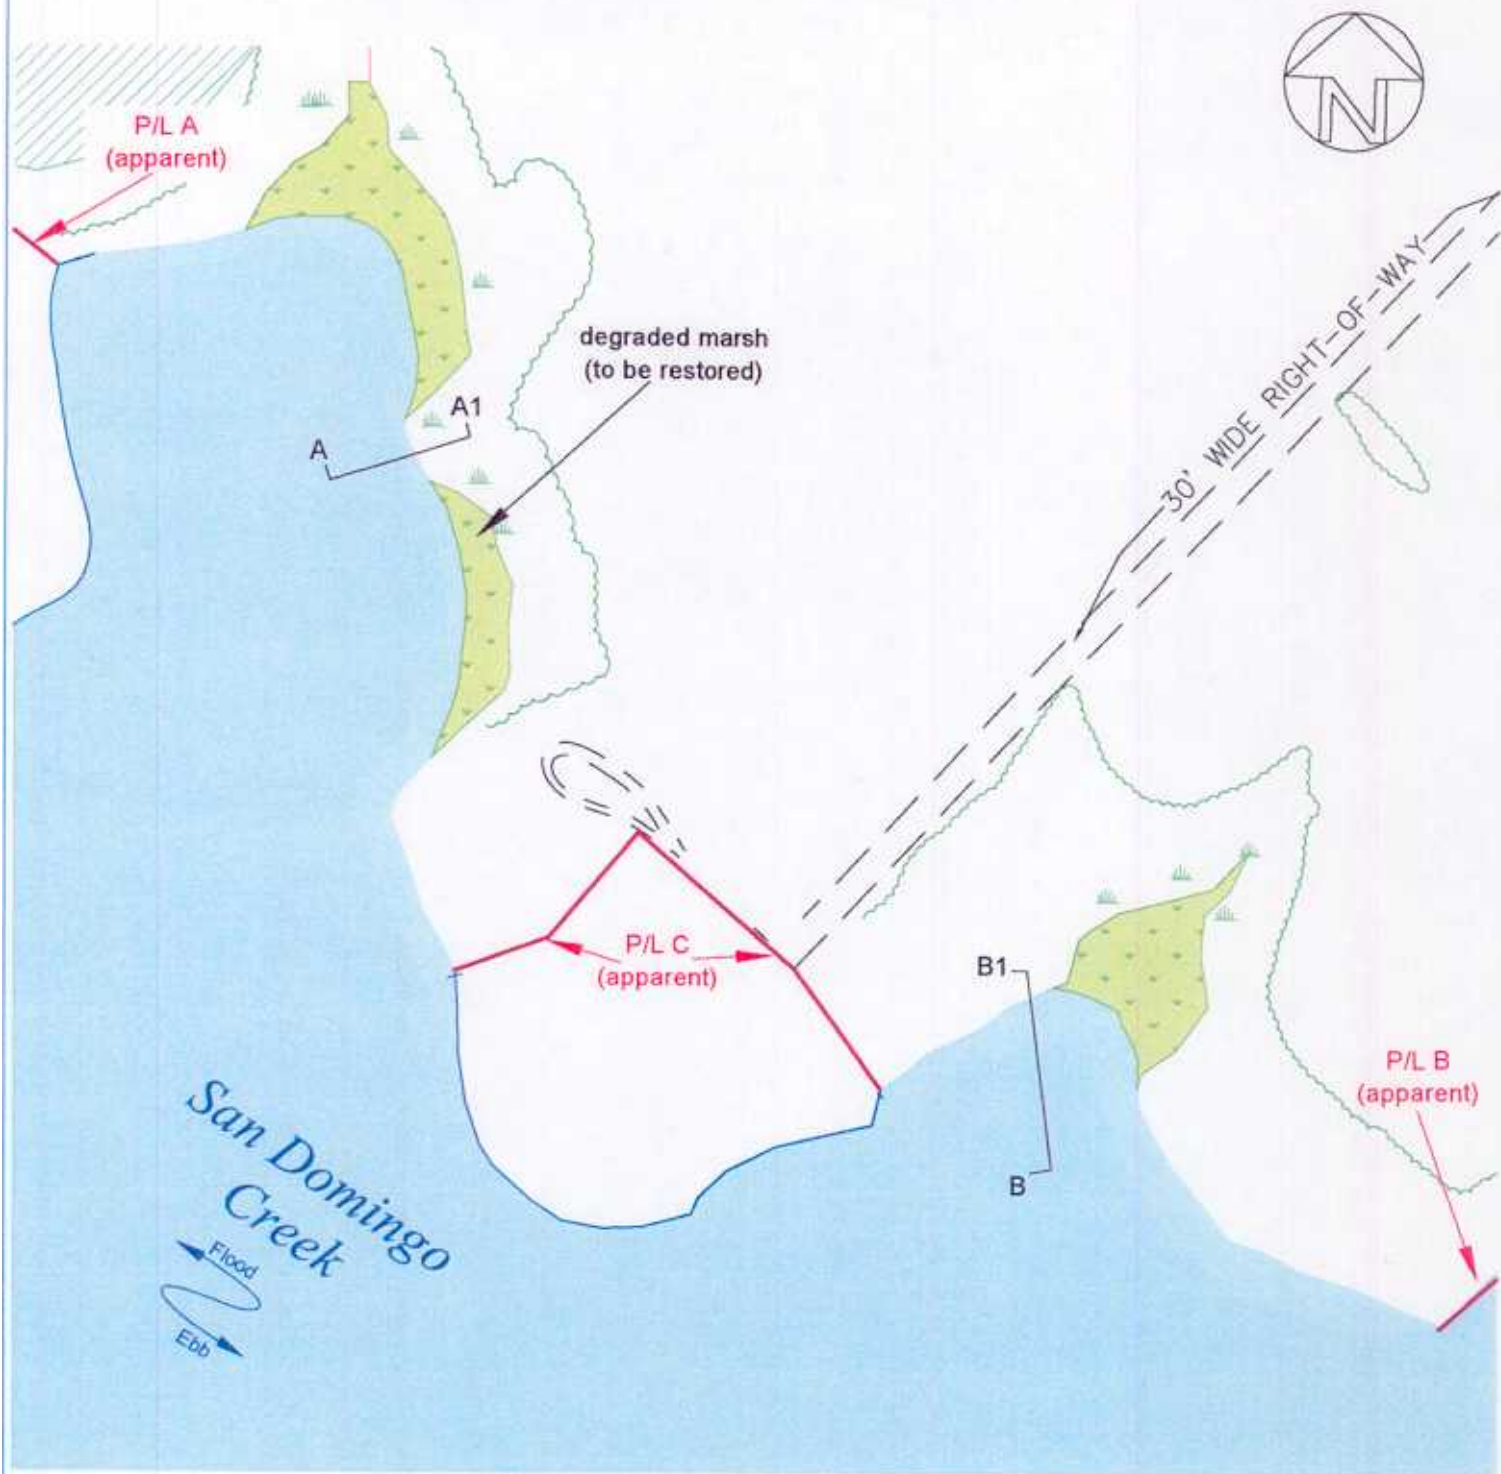 N
P/L A
(apparent)
30' WIDE RIGHT-OF-WAY
degraded marsh
(to be restored)
A1
A
P/L C
(apparent)
B1
B
P/L B
(apparent)
San Domingo
Creek
Flood
Ebb